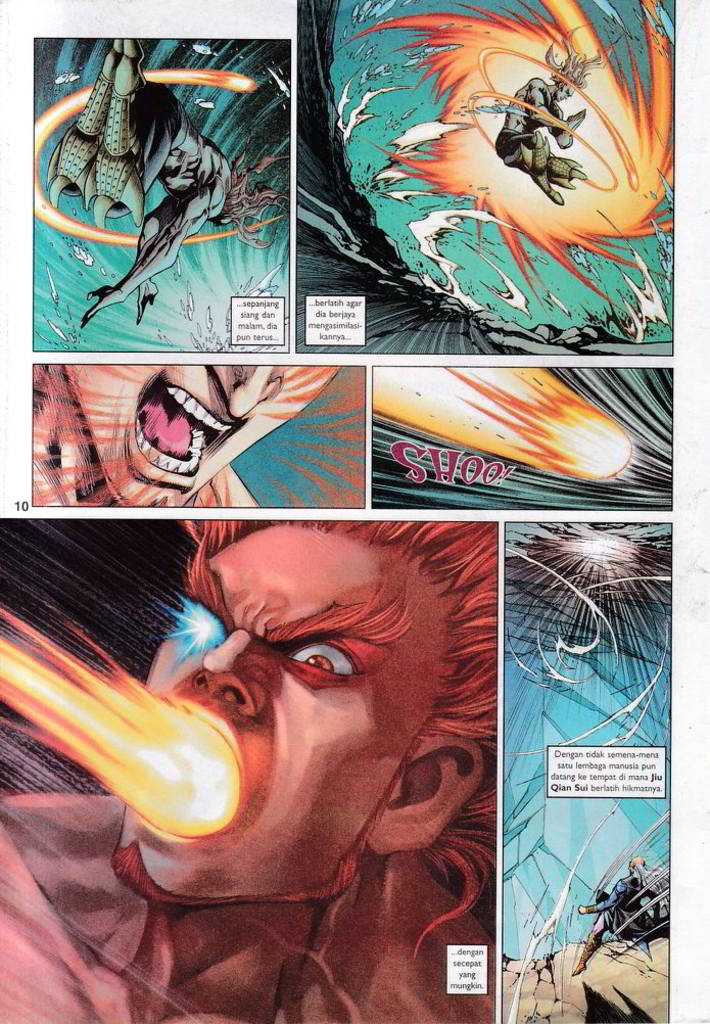 ...sepanjang
siang dan
malam, dia
pun terus...
...berlatih agar
dia berjaya
mengasimilasi-
kannya...
SHOO!
10
...dengan
secepat
yang
mungkin.
Dengan tidak semena-mena
satu lembaga manusia pun
datang ke tempat di mana Jiu
Qian Sui berlatih hikmatnya.